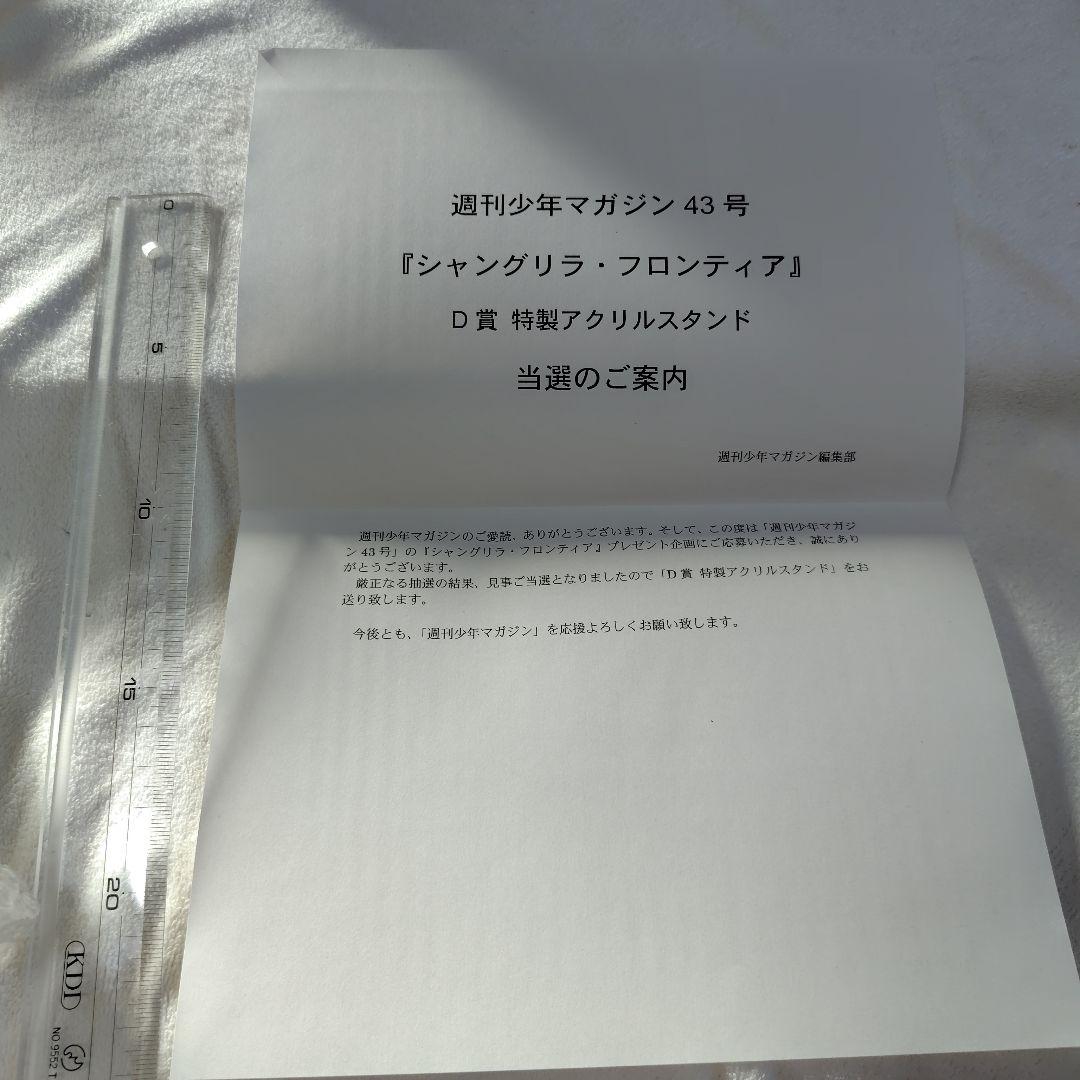 週刊少年マガジン 43 号
『シャングリラ・フロンティア』
D 賞 特製アクリルスタンド
当選のご案内
週刊少年マガジン編集部
週刊少年マガジンのご愛読、ありがとうございます。そして、この度は「週刊少年マガジ
ン 43 号」の『シャングリラ・フロンティア』プレゼント企画にご応募いただき、誠にあり
がとうございます。
厳正なる抽選の結果、見事ご当選となりましたので「D 賞 特製アクリルスタンド」をお
送り致します。
今後とも、「週刊少年マガジン」を応援よろしくお願い致します。
0
5
10
15
20
KDI
NO.9552 T